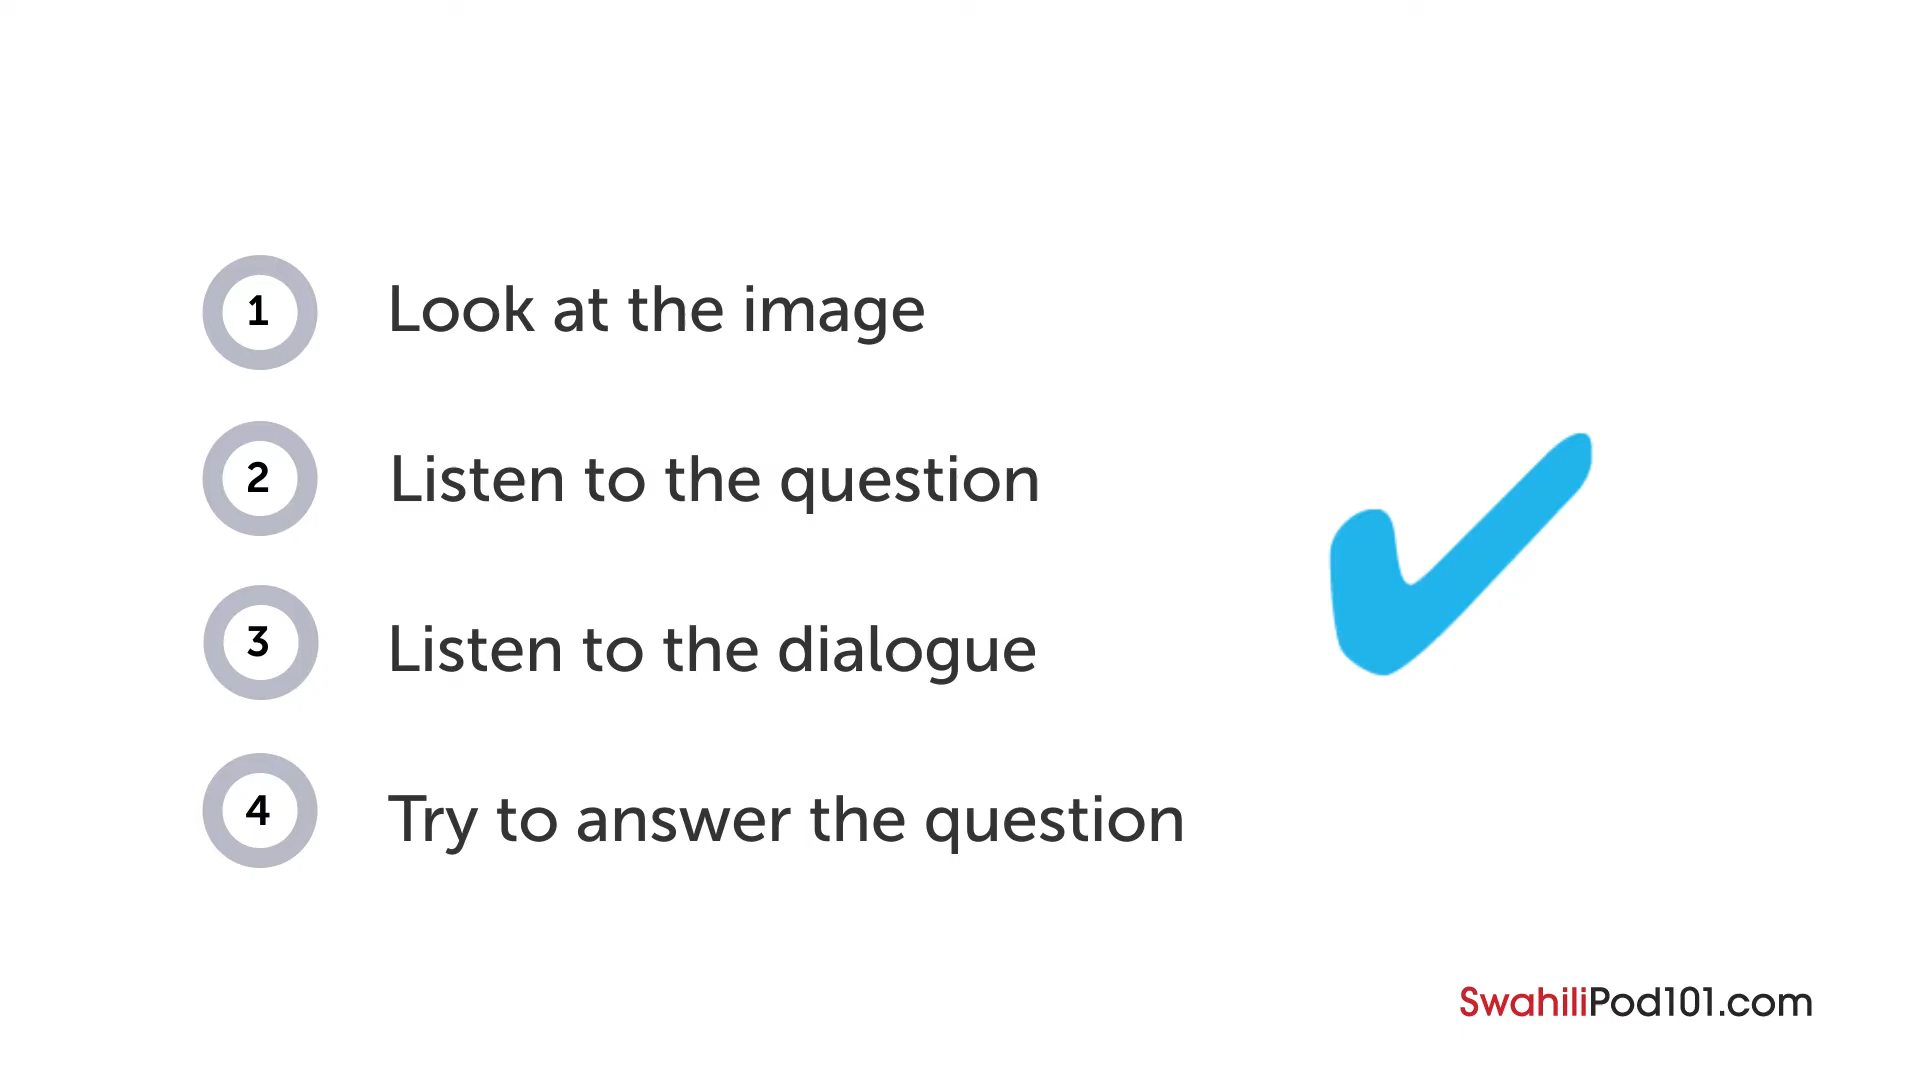 1 Look at the image
2 Listen to the question
3 Listen to the dialogue
4 Try to answer the question
SwahiliPod101.com